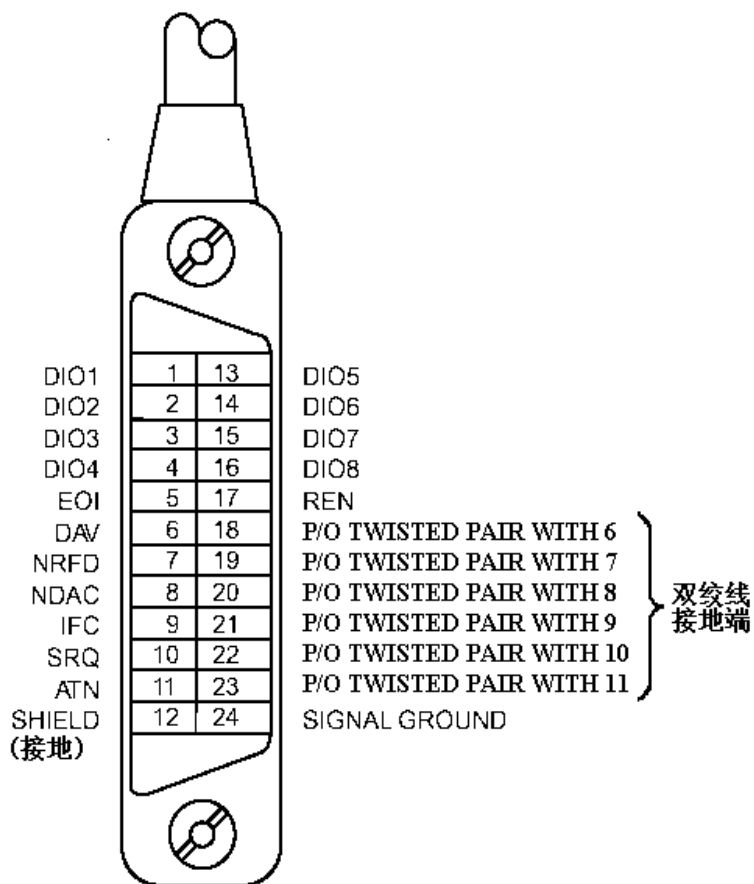 DIO1 1 13 DIO5
DIO2 2 14 DIO6
DIO3 3 15 DIO7
DIO4 4 16 DIO8
EOI 5 17 REN
DAV 6 18 P/O TWISTED PAIR WITH 6
NRFD 7 19 P/O TWISTED PAIR WITH 7
NDAC 8 20 P/O TWISTED PAIR WITH 8
IFC 9 21 P/O TWISTED PAIR WITH 9
SRQ 10 22 P/O TWISTED PAIR WITH 10
ATN 11 23 P/O TWISTED PAIR WITH 11
SHIELD 12 24 SIGNAL GROUND
(接地)
双绞线
接地端